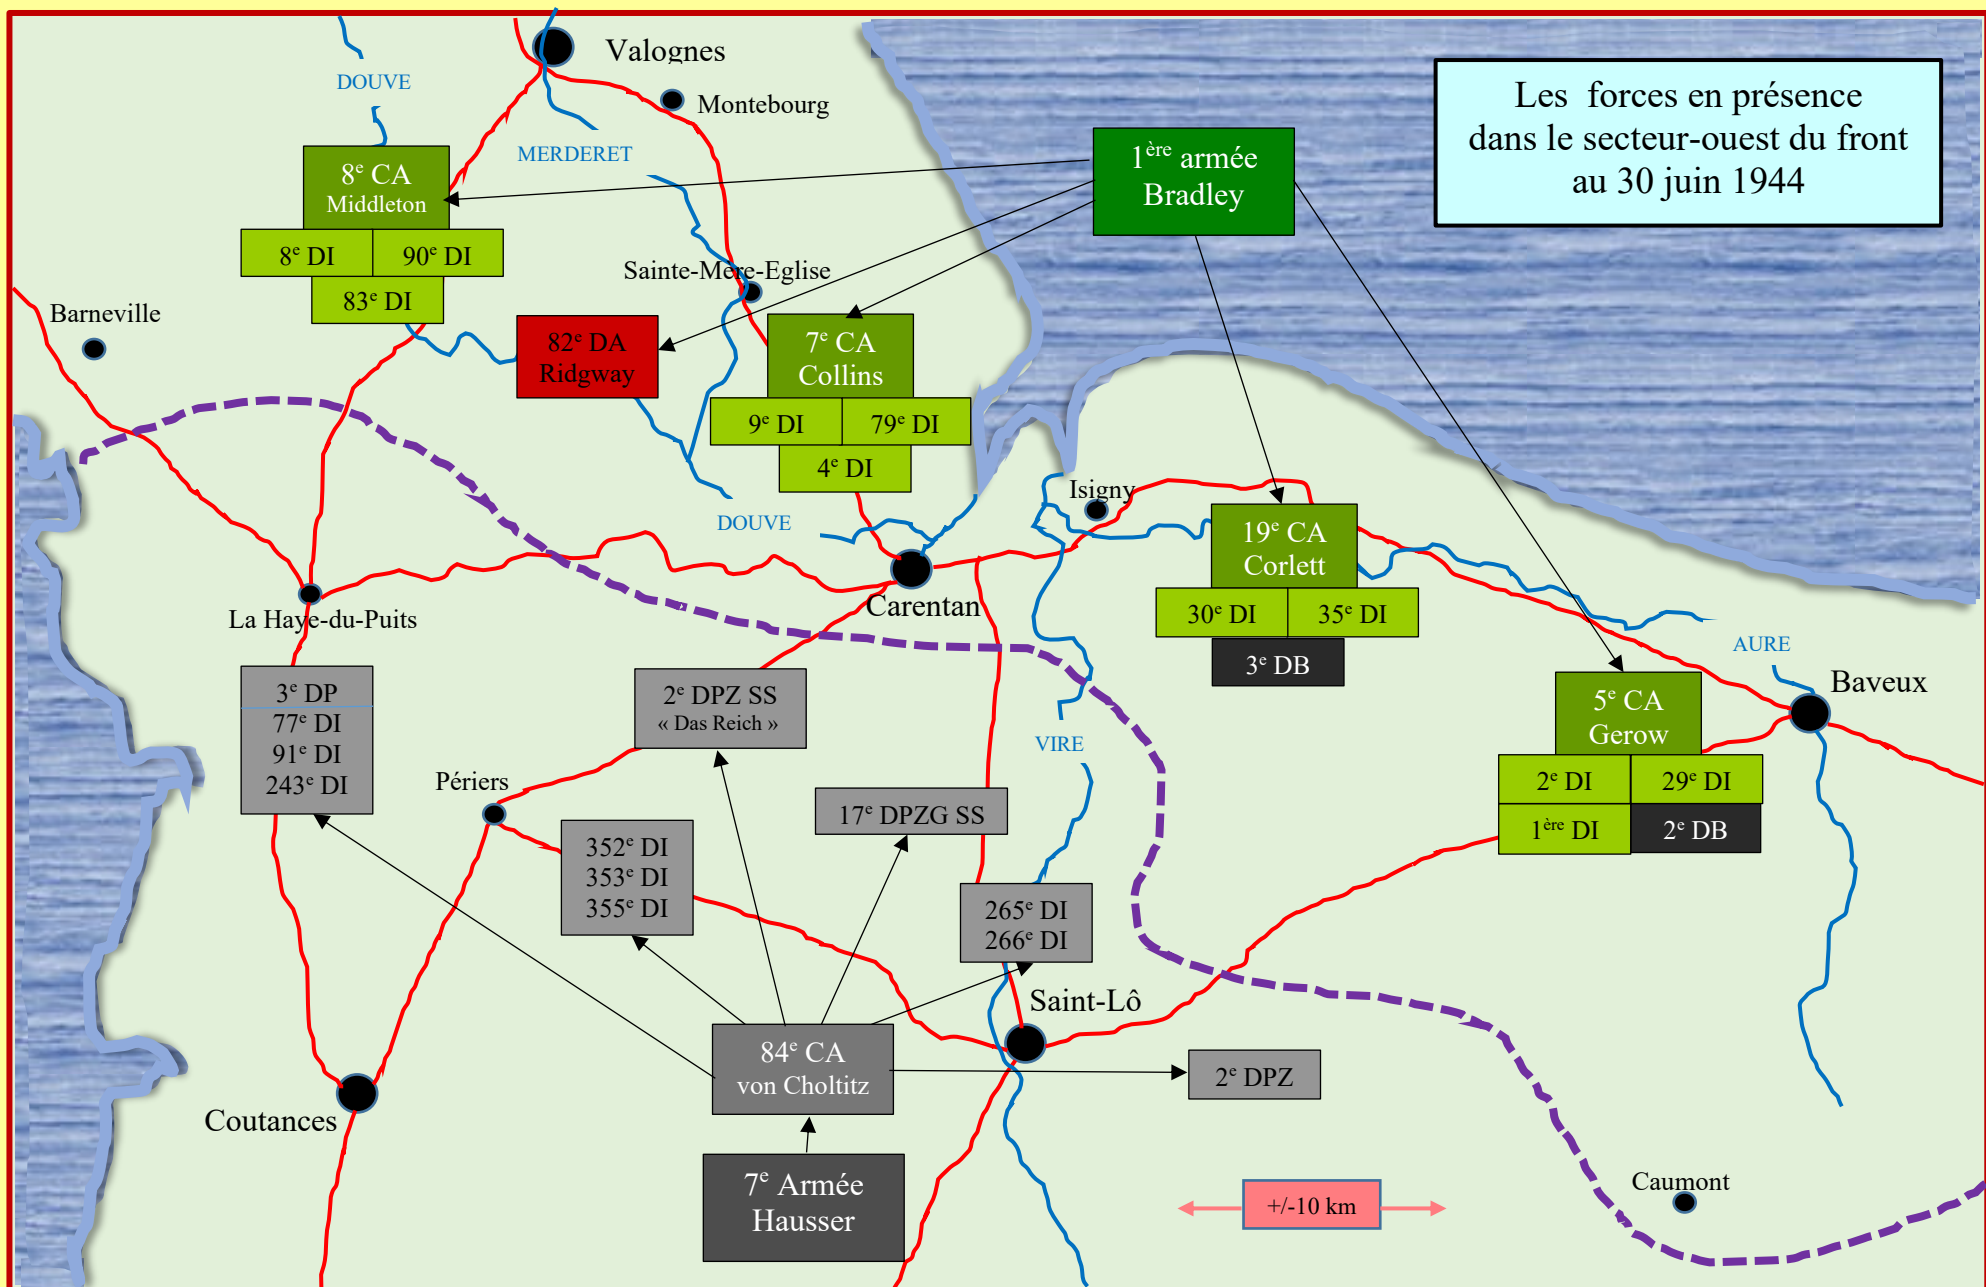 Valognes
Montebourg
DOUVE
MERDERET
Les forces en présence
dans le secteur-ouest du front
au 30 juin 1944
1ère armée
Bradley
8e CA
Middleton
8e DI
90e DI
83e DI
Sainte-Mere-Eglise
Barneville
82e DA
Ridgway
7e CA
Collins
9e DI
79e DI
4e DI
DOUVE
Isigny
19e CA
Corlett
30e DI
35e DI
3e DB
Carentan
La Haye-du-Puits
AURE
Baveux
5e CA
Gerow
2e DI
29e DI
1ère DI
2e DB
3e DP
77e DI
91e DI
243e DI
2e DPZ SS
« Das Reich »
VIRE
Périers
17e DPZG SS
352e DI
353e DI
355e DI
265e DI
266e DI
Saint-Lô
84e CA
von Choltitz
2e DPZ
Coutances
7e Armée
Hausser
+/-10 km
Caumont